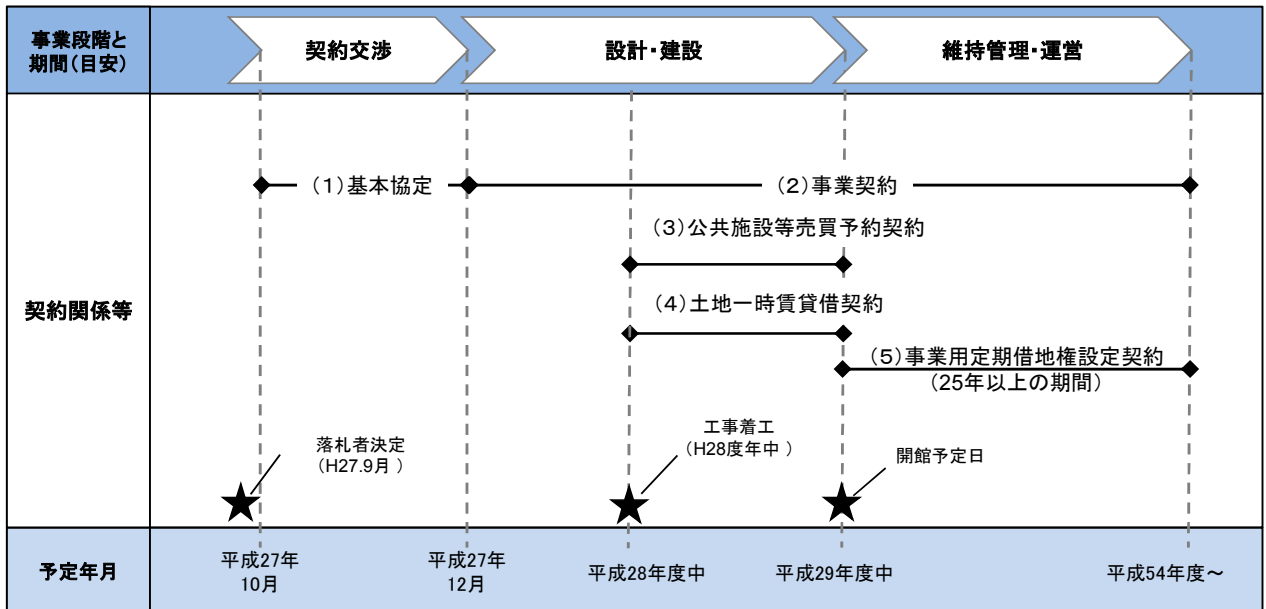 事業段階と
期間(目安)
契約交渉
設計・建設
維持管理・運営
契約関係等
(1)基本協定
(2)事業契約
(3)公共施設等売買予約契約
(4)土地一時賃貸借契約
(5)事業用定期借地権設定契約
(25年以上の期間)
落札者決定
(H27.9月 )
工事着工
(H28度年中 )
開館予定日
予定年月
平成27年
10月
平成27年
12月
平成28年度中
平成29年度中
平成54年度~